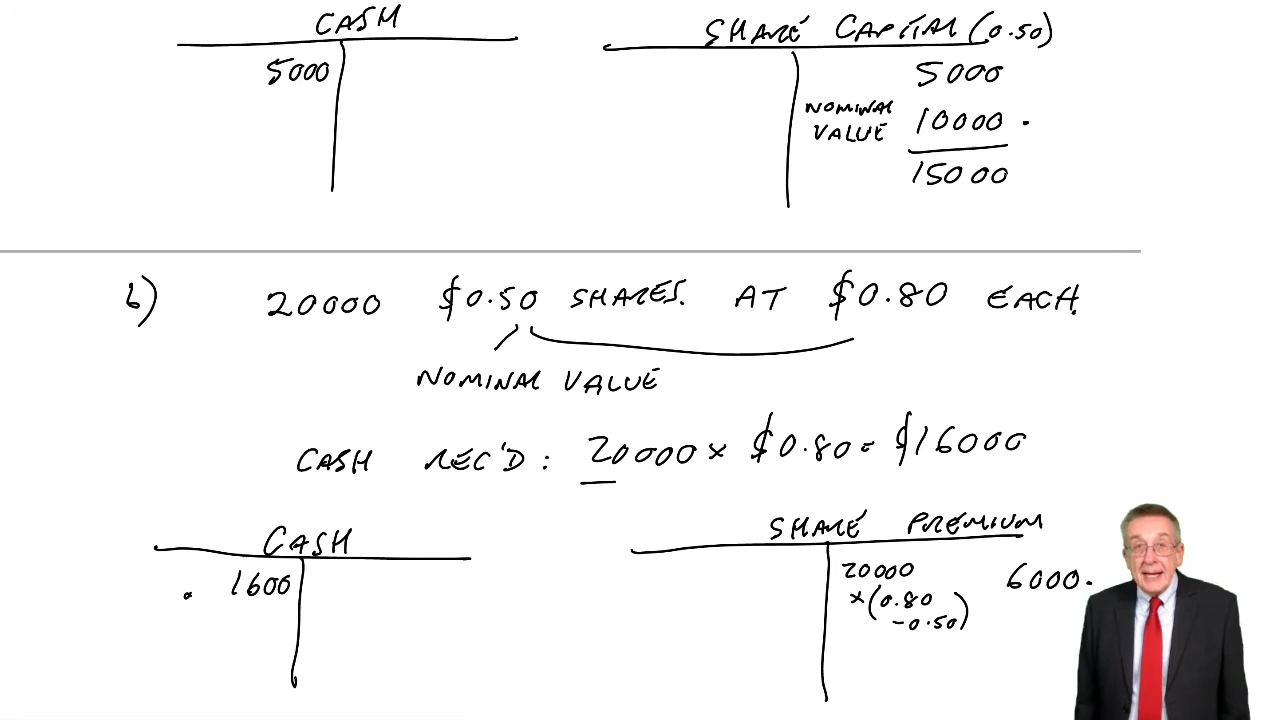 CASH
SHARE CAPITAL (0.50)
5000
5000
NOMINAL
VALUE
10000
15000
b) 20000 $0.50 SHARES. AT $0.80 EACH.
NOMINAL VALUE
CASH REC'D: 20000 × $0.80 = $16000
CASH
SHARE PREMIUM
1600
20000
×(0.80
-0.50)
6000